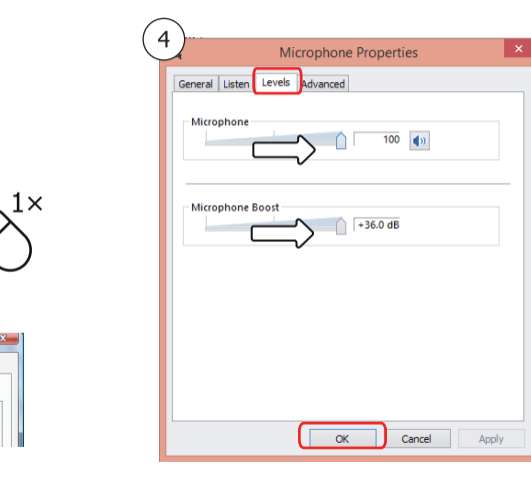 4
Microphone Properties
×
General Listen Levels Advanced
Microphone
100
1×
Microphone Boost
+36.0 dB
OK Cancel Apply